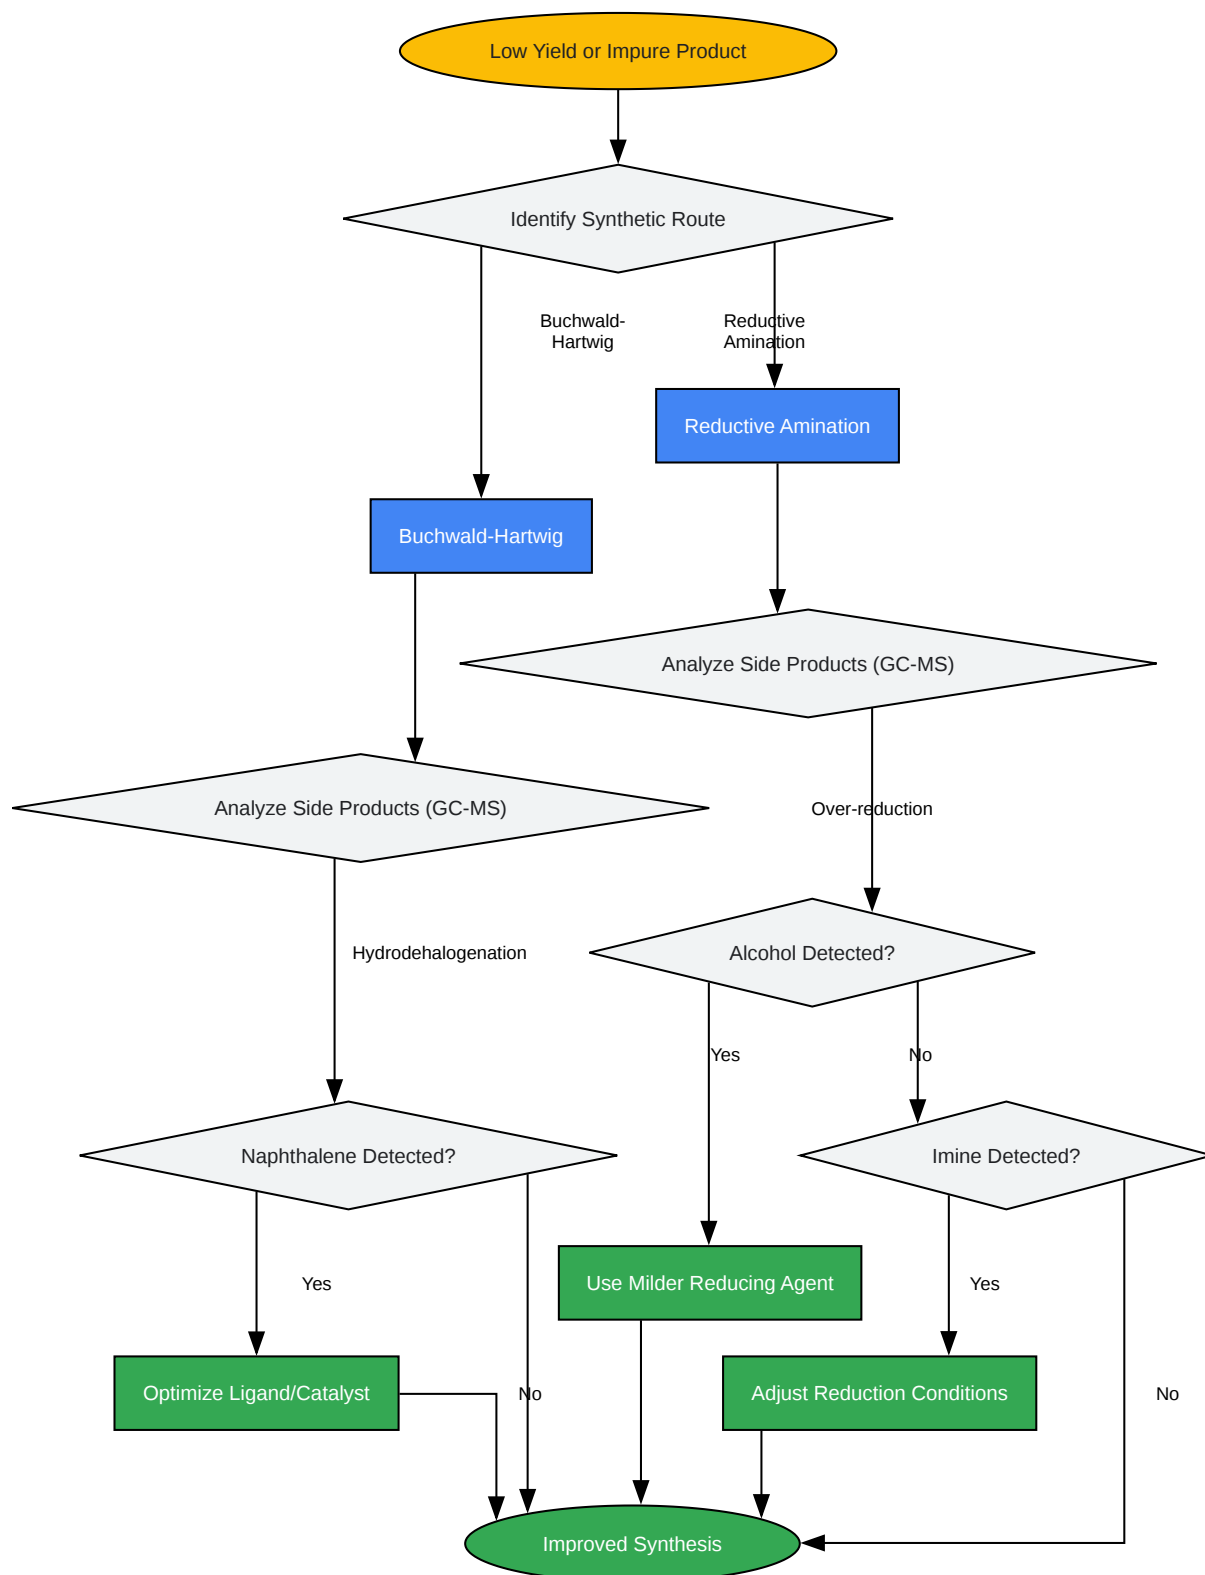 Low Yield or Impure Product
Identify Synthetic Route
Buchwald-
Hartwig
Reductive
Amination
Reductive Amination
Buchwald-Hartwig
Analyze Side Products (GC-MS)
Analyze Side Products (GC-MS)
Over-reduction
Hydrodehalogenation
Alcohol Detected?
Yes
No
Naphthalene Detected?
Imine Detected?
Yes
Use Milder Reducing Agent
Yes
Optimize Ligand/Catalyst
No
Adjust Reduction Conditions
No
Improved Synthesis